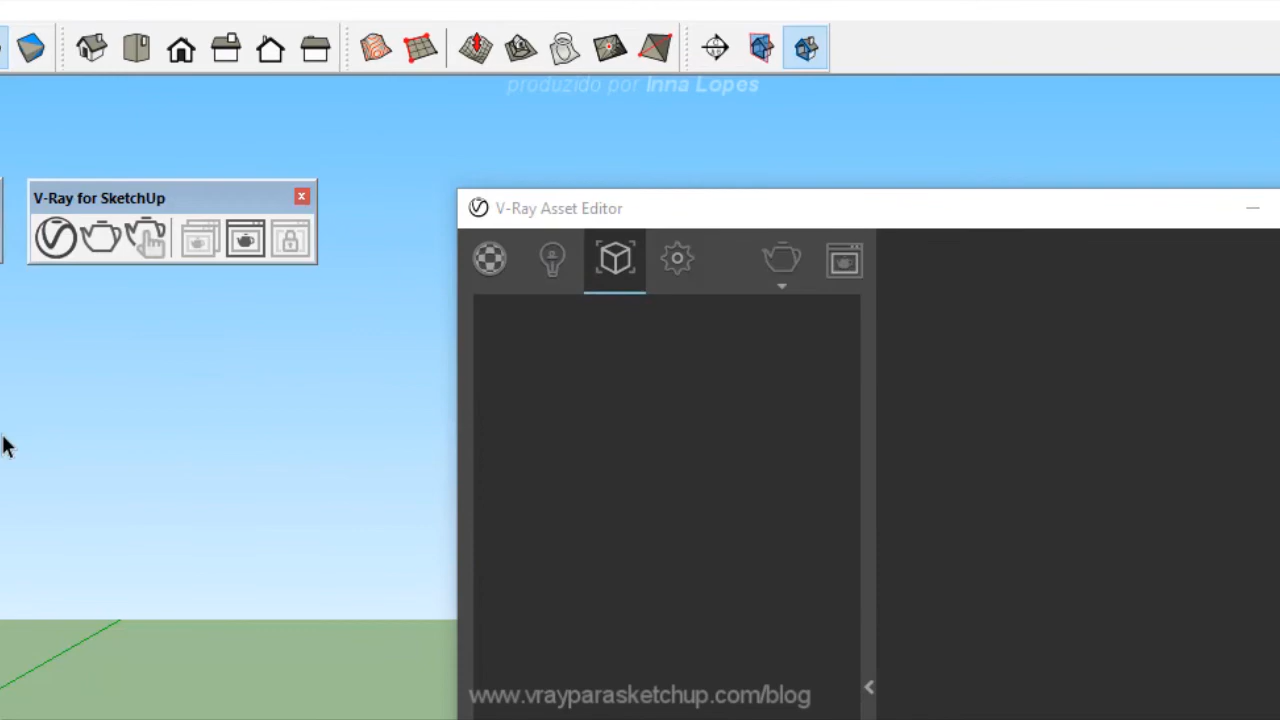 produzido por Inna Lopes
V-Ray for SketchUp
V-Ray Asset Editor
www.vrayparasketchup.com/blog